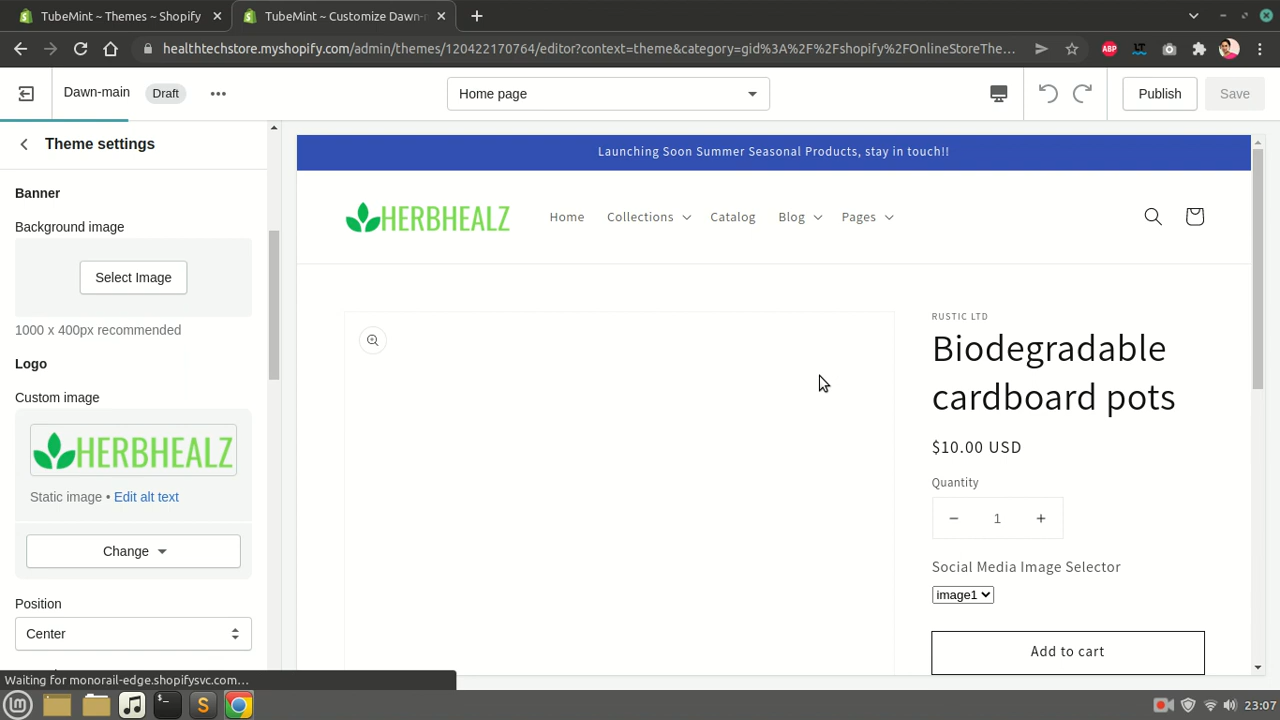 TubeMint ~ Themes ~ Shopify
TubeMint ~ Customize Dawn-
healthtechstore.myshopify.com/admin/themes/120422170764/editor?context=theme&category=gid%3A%2F%2Fshopify%2FOnlineStoreThe...
ABP
LT
Dawn-main
Draft
Home page
Publish
Save
Theme settings
Banner
Background image
Select Image
1000 x 400px recommended
Logo
Custom image
HERBHEALZ
Static image • Edit alt text
Change
Position
Center
Launching Soon Summer Seasonal Products, stay in touch!!
HERBHEALZ
Home
Collections
Catalog
Blog
Pages
RUSTIC LTD
Biodegradable
cardboard pots
$10.00 USD
Quantity
− 1 +
Social Media Image Selector
image1
Add to cart
Waiting for monorail-edge.shopifysvc.com...
23:07